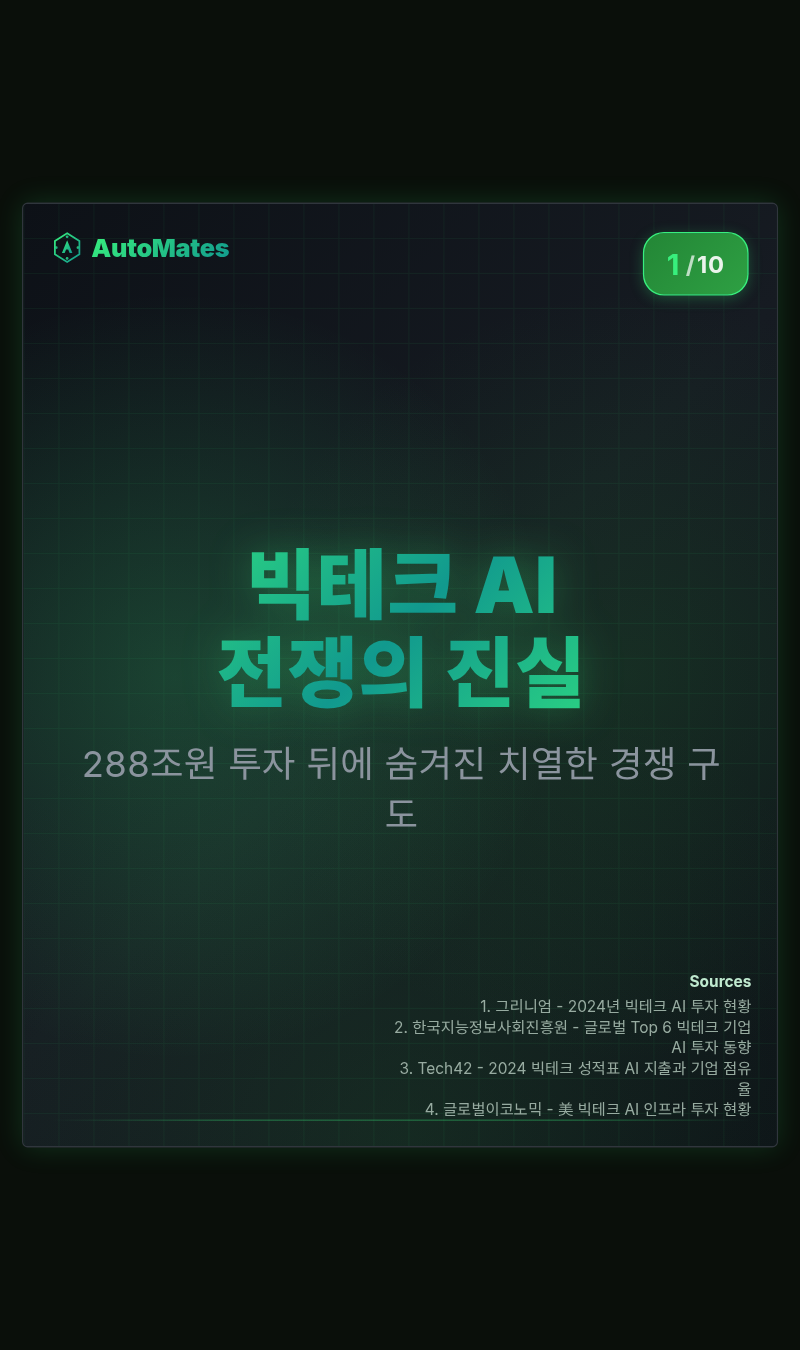 AutoMates
1/10
빅테크 AI
전쟁의 진실
288조원 투자 뒤에 숨겨진 치열한 경쟁 구
도
Sources
1. 그리니엄 - 2024년 빅테크 AI 투자 현황
2. 한국지능정보사회진흥원 - 글로벌 Top 6 빅테크 기업
AI 투자 동향
3. Tech42 - 2024 빅테크 성적표 AI 지출과 기업 점유
율
4. 글로벌이코노믹 - 美 빅테크 AI 인프라 투자 현황